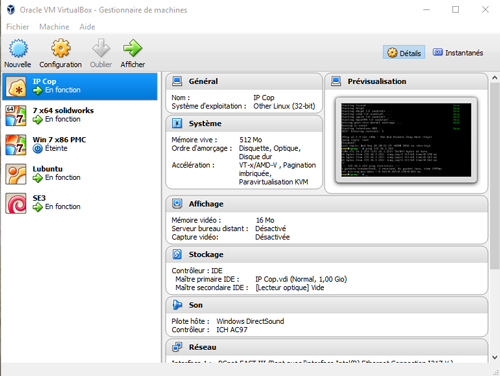 Oracle VM VirtualBox - Gestionnaire de machines
Fichier Machine Aide
Nouvelle Configuration Oublier Afficher
Détails Instantanés
IP Cop
En fonction
7 x64 solidworks
En fonction
Win 7 x86 PMC
Éteinte
Lubuntu
En fonction
SE3
En fonction
Général
Nom : IP Cop
Système d'exploitation : Other Linux (32-bit)
Système
Mémoire vive : 512 Mo
Ordre d'amorçage : Disquette, Optique,
Disque dur
Accélération : VT-x/AMD-V , Pagination
imbriquée,
Paravirtualisation KVM
Prévisualisation
Affichage
Mémoire vidéo : 16 Mo
Serveur bureau distant : Désactivé
Capture vidéo: Désactivée
Stockage
Contrôleur : IDE
Maître primaire IDE : IP Cop.vdi (Normal, 1,00 Gio)
Maître secondaire IDE : [Lecteur optique] Vide
Son
Pilote hôte : Windows DirectSound
Contrôleur : ICH AC97
Réseau